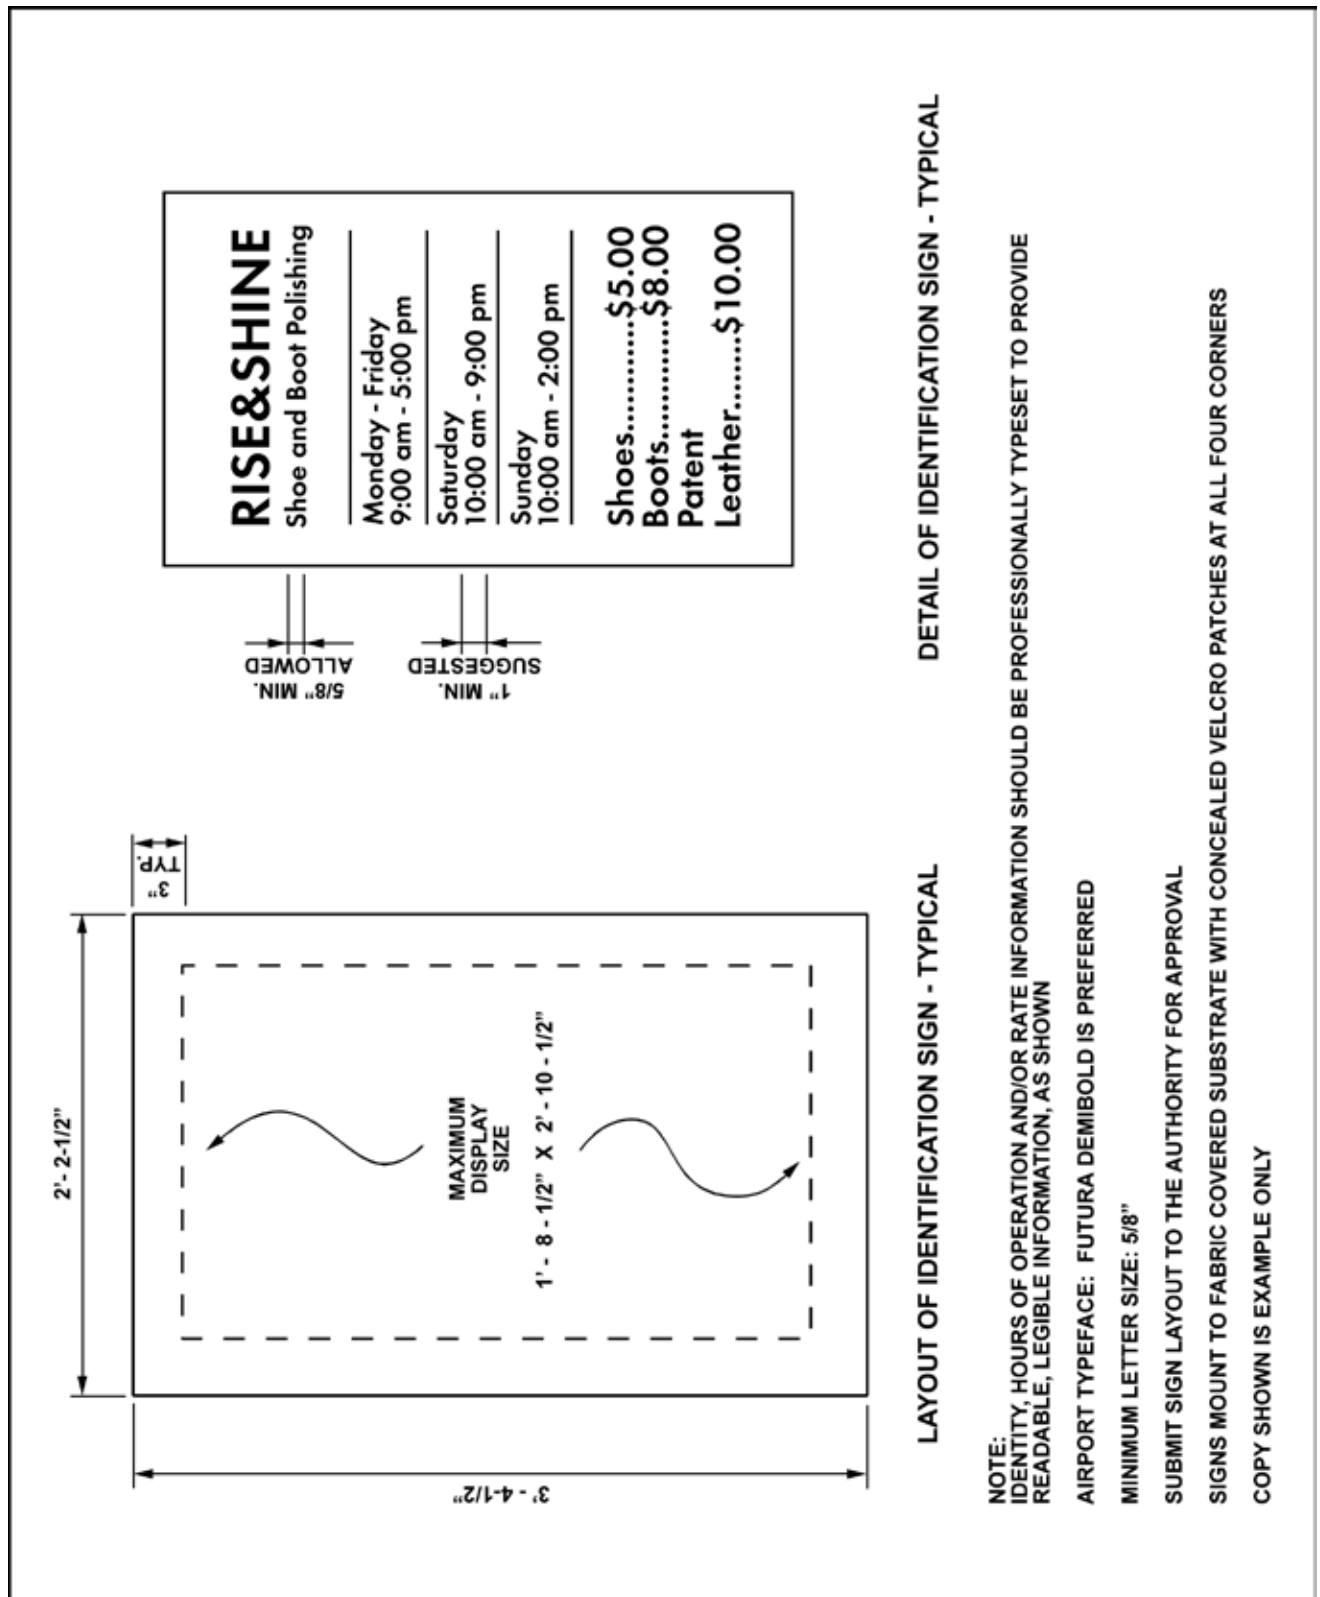 2'- 2-1/2”
3” 
TYP.
3' - 4-1/2”
MAXIMUM
DISPLAY
SIZE
1' - 8 - 1/2” X 2' - 10 - 1/2”
LAYOUT OF IDENTIFICATION SIGN - TYPICAL
5/8” MIN.
ALLOWED
1” MIN.
SUGGESTED
RISE&SHINE
Shoe and Boot Polishing
Monday - Friday
9:00 am - 5:00 pm
Saturday
10:00 am - 9:00 pm
Sunday
10:00 am - 2:00 pm
Shoes............$5.00
Boots............$8.00
Patent
Leather........$10.00
DETAIL OF IDENTIFICATION SIGN - TYPICAL
NOTE:
IDENTITY, HOURS OF OPERATION AND/OR RATE INFORMATION SHOULD BE PROFESSIONALLY TYPESET TO PROVIDE
READABLE, LEGIBLE INFORMATION, AS SHOWN
AIRPORT TYPEFACE: FUTURA DEMIBOLD IS PREFERRED
MINIMUM LETTER SIZE: 5/8”
SUBMIT SIGN LAYOUT TO THE AUTHORITY FOR APPROVAL
SIGNS MOUNT TO FABRIC COVERED SUBSTRATE WITH CONCEALED VELCRO PATCHES AT ALL FOUR CORNERS
COPY SHOWN IS EXAMPLE ONLY